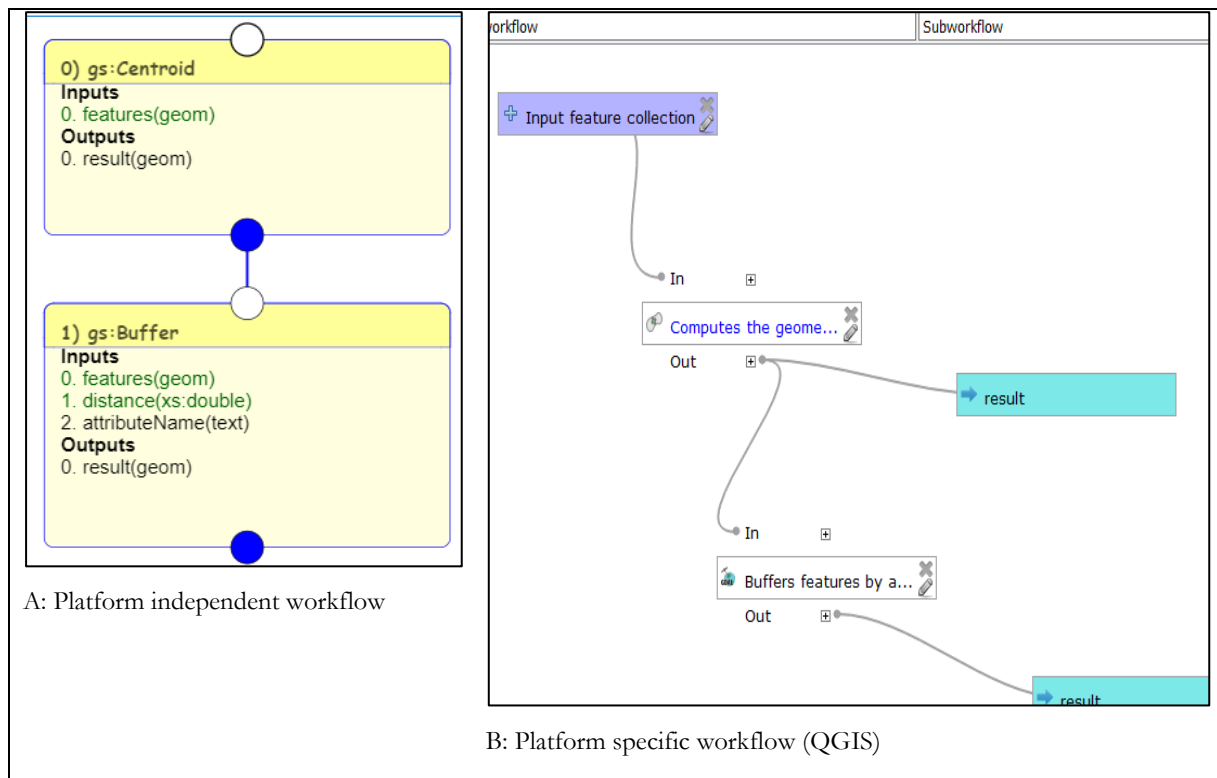 0) gs:Centroid
Inputs
0. features(geom)
Outputs
0. result(geom)
1) gs:Buffer
Inputs
0. features(geom)
1. distance(xs:double)
2. attributeName(text)
Outputs
0. result(geom)
A: Platform independent workflow
workflow
Subworkflow
Input feature collection
In
Computes the geome...
Out
result
In
Buffers features by a...
Out
result
B: Platform specific workflow (QGIS)